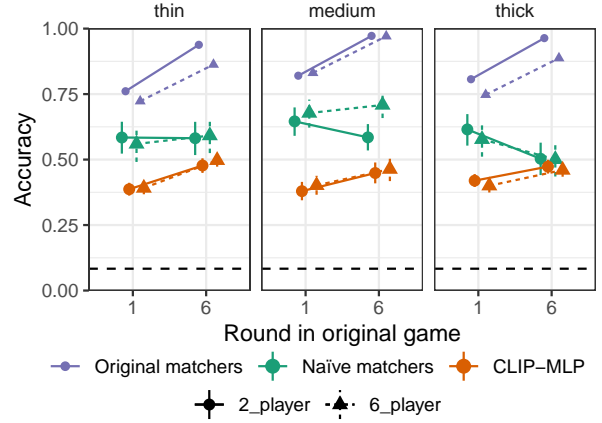 thin medium thick
Accuracy
1.00
0.75
0.50
0.25
0.00
1 6 1 6 1 6
Round in original game
Original matchers Naïve matchers CLIP−MLP
2_player 6_player